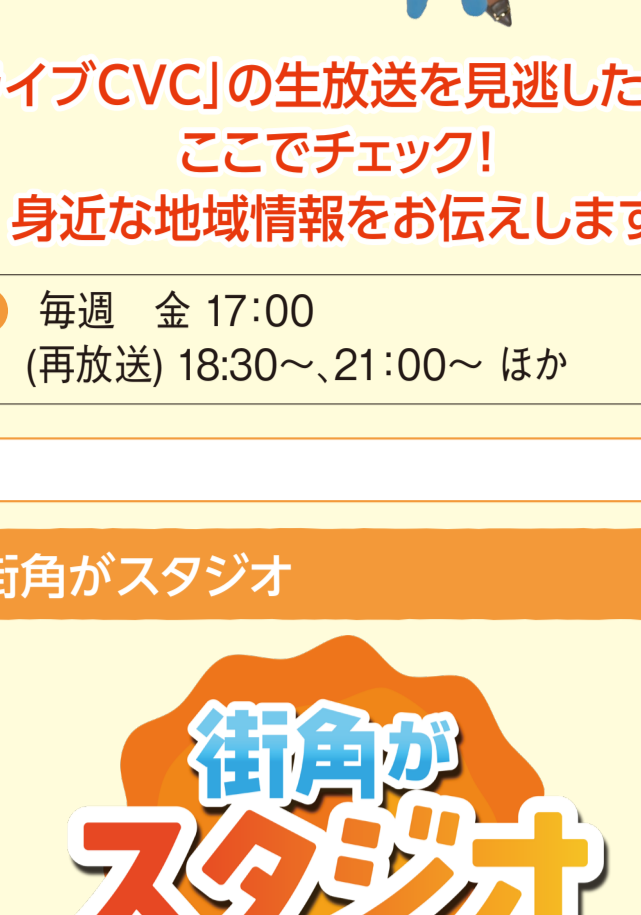 イブCVC」の生放送を見逃した
ここでチェック!
身近な地域情報をお伝えします
毎週　金 17:00
(再放送) 18:30〜、21:00〜 ほか
街角がスタジオ
街角が
スタジオ